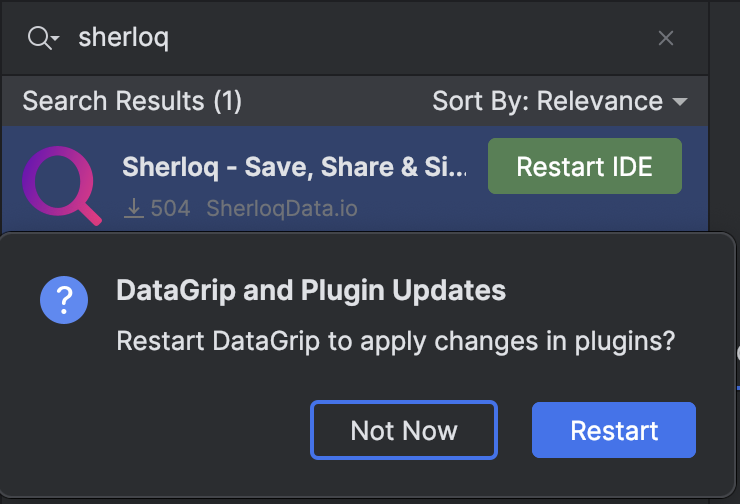 sherloq
Search Results (1)
Sort By: Relevance
Sherloq - Save, Share & Si...
Restart IDE
504 SherloqData.io
DataGrip and Plugin Updates
Restart DataGrip to apply changes in plugins?
Not Now
Restart